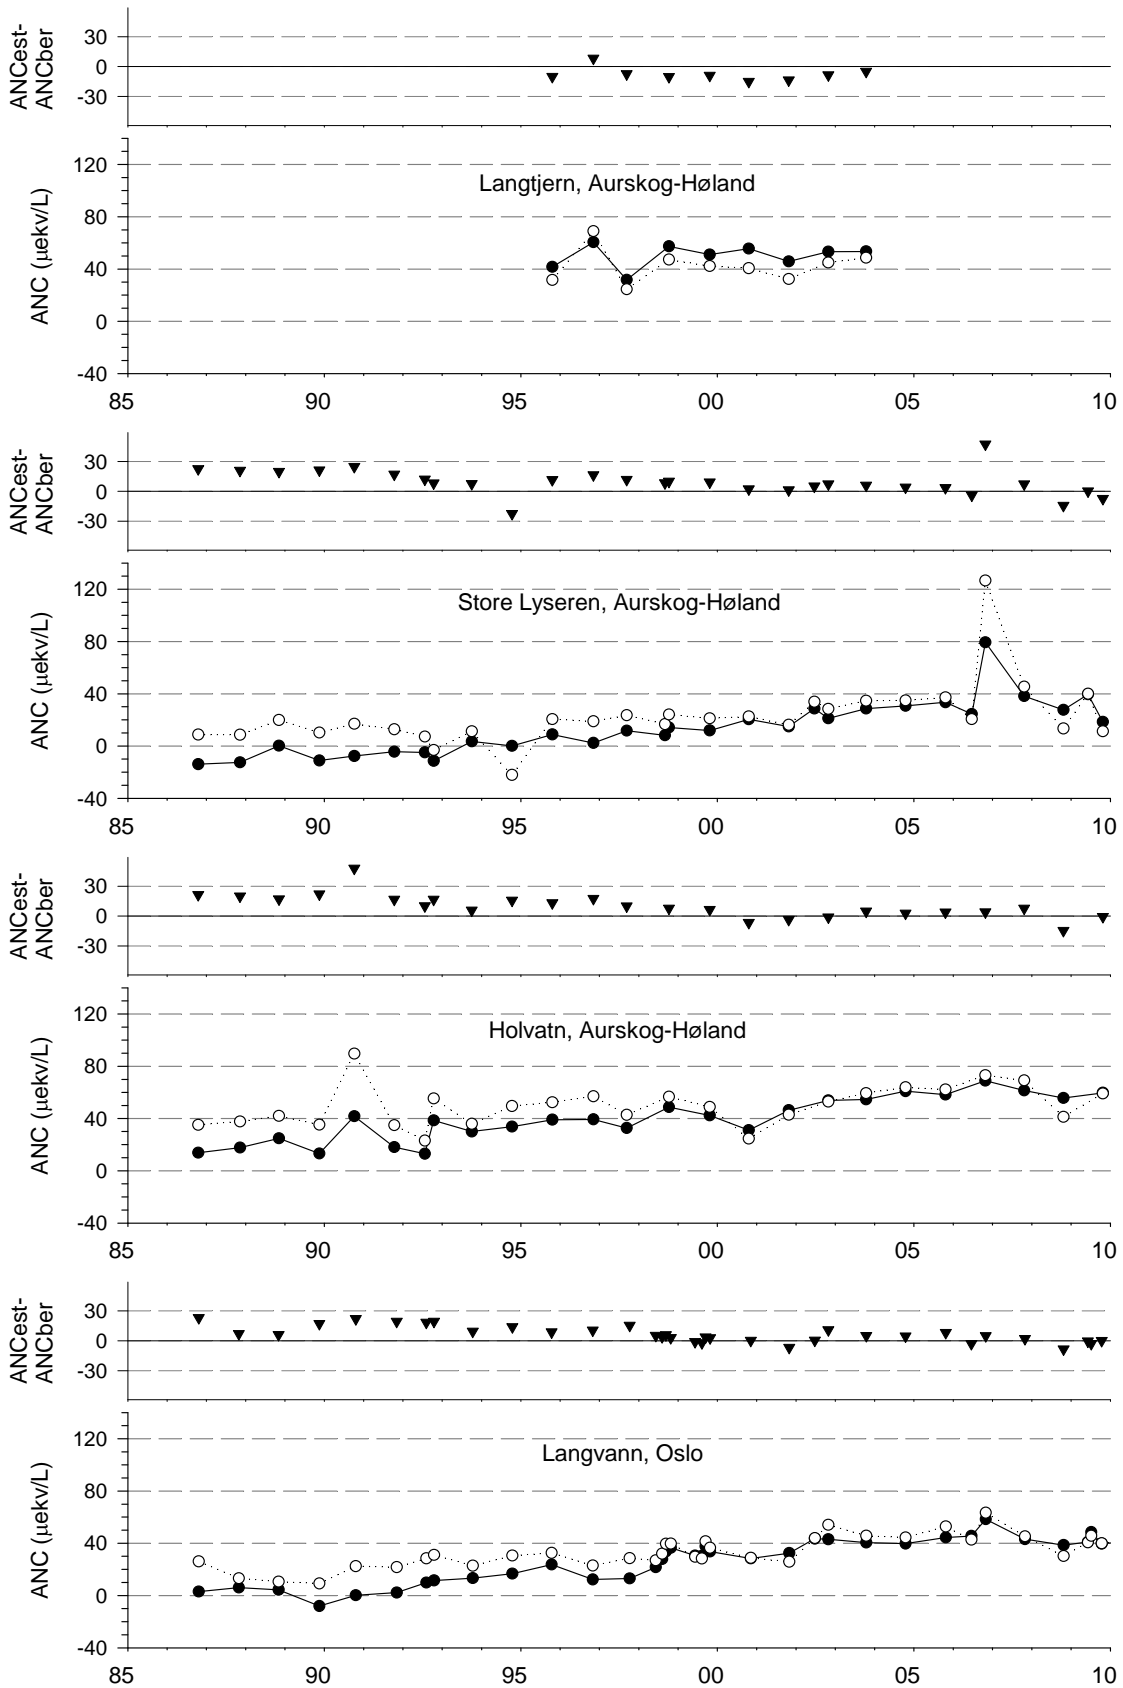 ANCest-
ANCber
30
0
-30
ANC (µekv/L)
120
80
40
0
-40
Langtjern, Aurskog-Høland
85 90 95 00 05 10
ANCest-
ANCber
30
0
-30
ANC (µekv/L)
120
80
40
0
-40
Store Lyseren, Aurskog-Høland
85 90 95 00 05 10
ANCest-
ANCber
30
0
-30
ANC (µekv/L)
120
80
40
0
-40
Holvatn, Aurskog-Høland
85 90 95 00 05 10
ANCest-
ANCber
30
0
-30
ANC (µekv/L)
120
80
40
0
-40
Langvann, Oslo
85 90 95 00 05 10